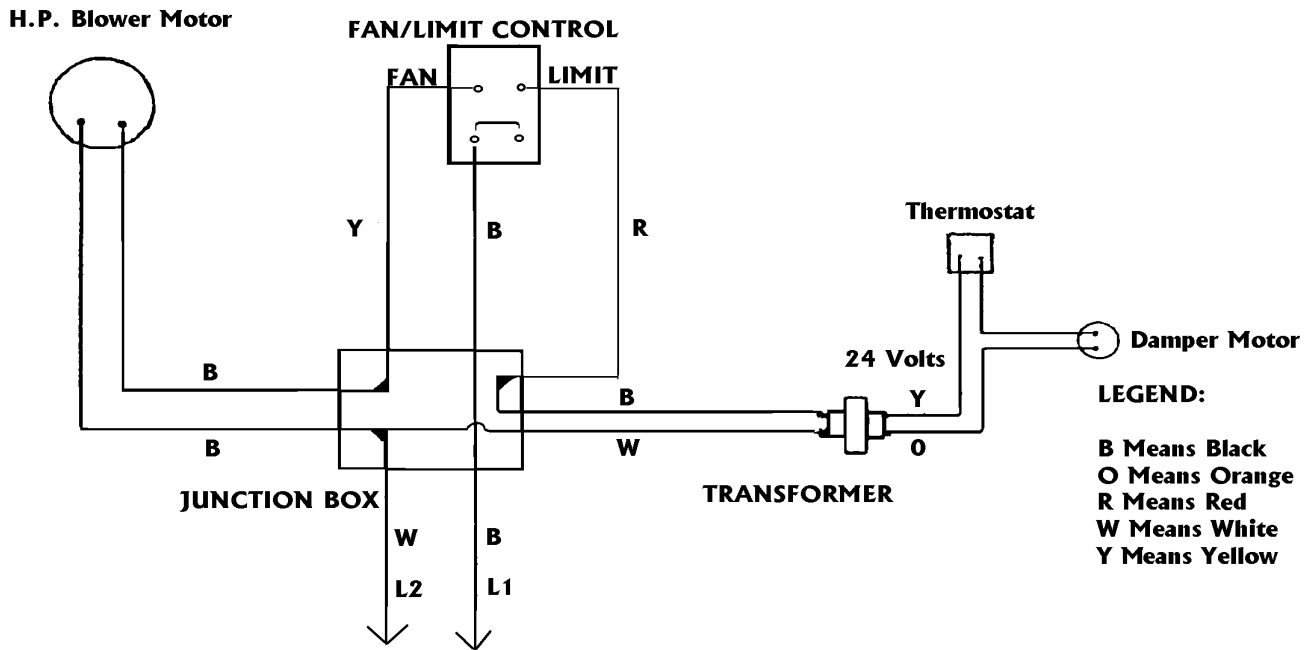 H.P. Blower Motor
FAN/LIMIT CONTROL
FAN
LIMIT
Y
B
R
Thermostat
Damper Motor
24 Volts
B
B
Y
B
W
O
JUNCTION BOX
TRANSFORMER
W
B
L2
L1
LEGEND:
B Means Black
O Means Orange
R Means Red
W Means White
Y Means Yellow